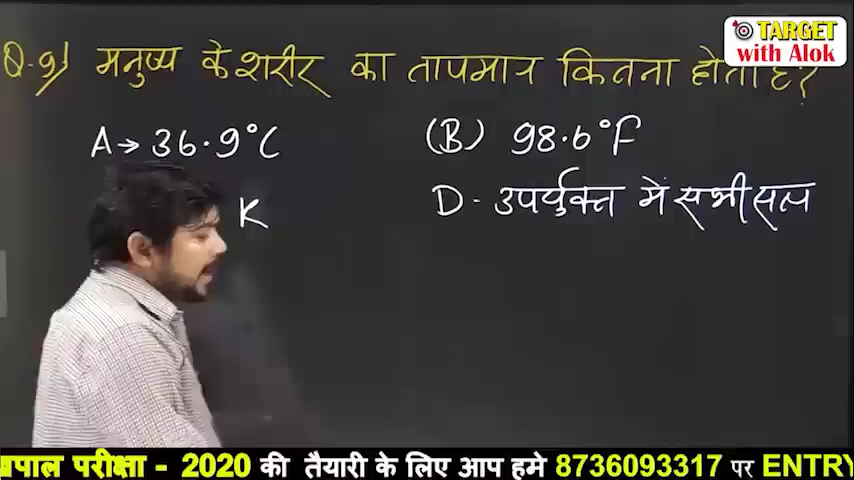 TARGET
with Alok
Q.9) मनुष्य के शरीर का तापमान कितना होता है?
A→ 36.9°C (B) 98.6°F
K D - उपर्युक्त में सभी सत्य
पाल परीक्षा - 2020 की तैयारी के लिए आप हमे 8736093317 पर ENTRY